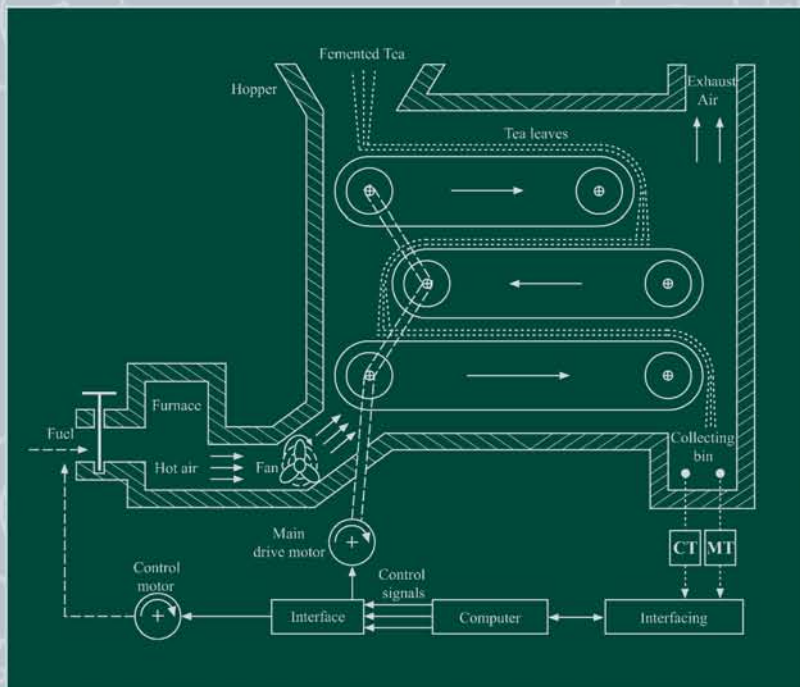 Femented Tea
Hopper
Exhaust
Air
Tea leaves
Furnace
Fuel
Hot air
Fan
Collecting
bin
Main
drive motor
CT
MT
Control
motor
Control
signals
Interface
Computer
Interfacing